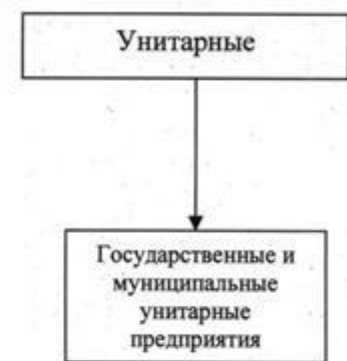 Унитарные
Государственные и
муниципальные
унитарные
предприятия